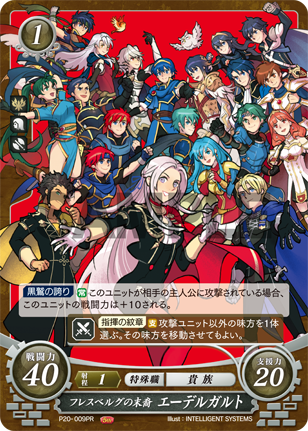 1
黒鷲の誇り 常 このユニットが相手の主人公に攻撃されている場合、
このユニットの戦闘力は+10される。
指揮の紋章 支 攻撃ユニット以外の味方を1体
選ぶ。その味方を移動させてもよい。
戦闘力
40
射程 1 特殊職 貴族
支援力
20
フレスベルグの末裔 エーデルガルト
P20-009PR
Illust : INTELLIGENT SYSTEMS